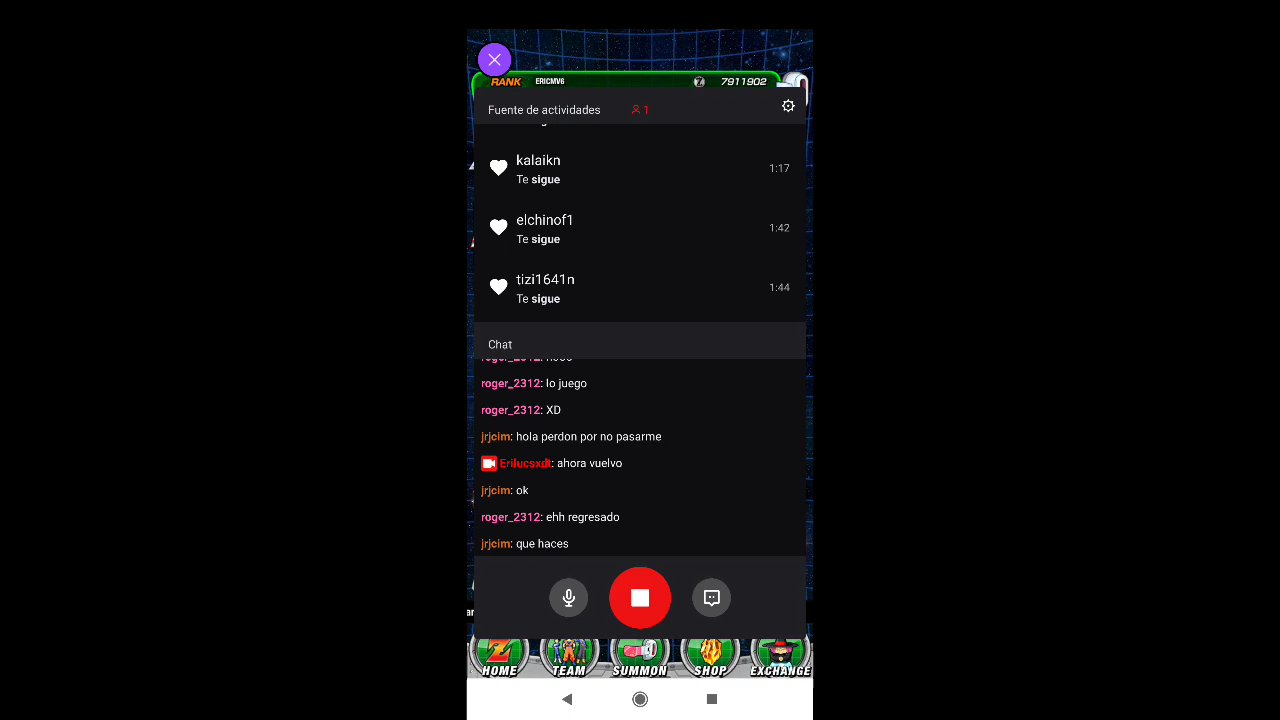 RANK ERICMV6 7911902
Fuente de actividades 1
kalaikn
Te sigue 1:17
elchinof1
Te sigue 1:42
tizi1641n
Te sigue 1:44
Chat
roger_2312: lo juego
roger_2312: XD
jrjcim: hola perdon por no pasarme
Erilucsxdt: ahora vuelvo
jrjcim: ok
roger_2312: ehh regresado
jrjcim: que haces
HOME TEAM SUMMON SHOP EXCHANGE